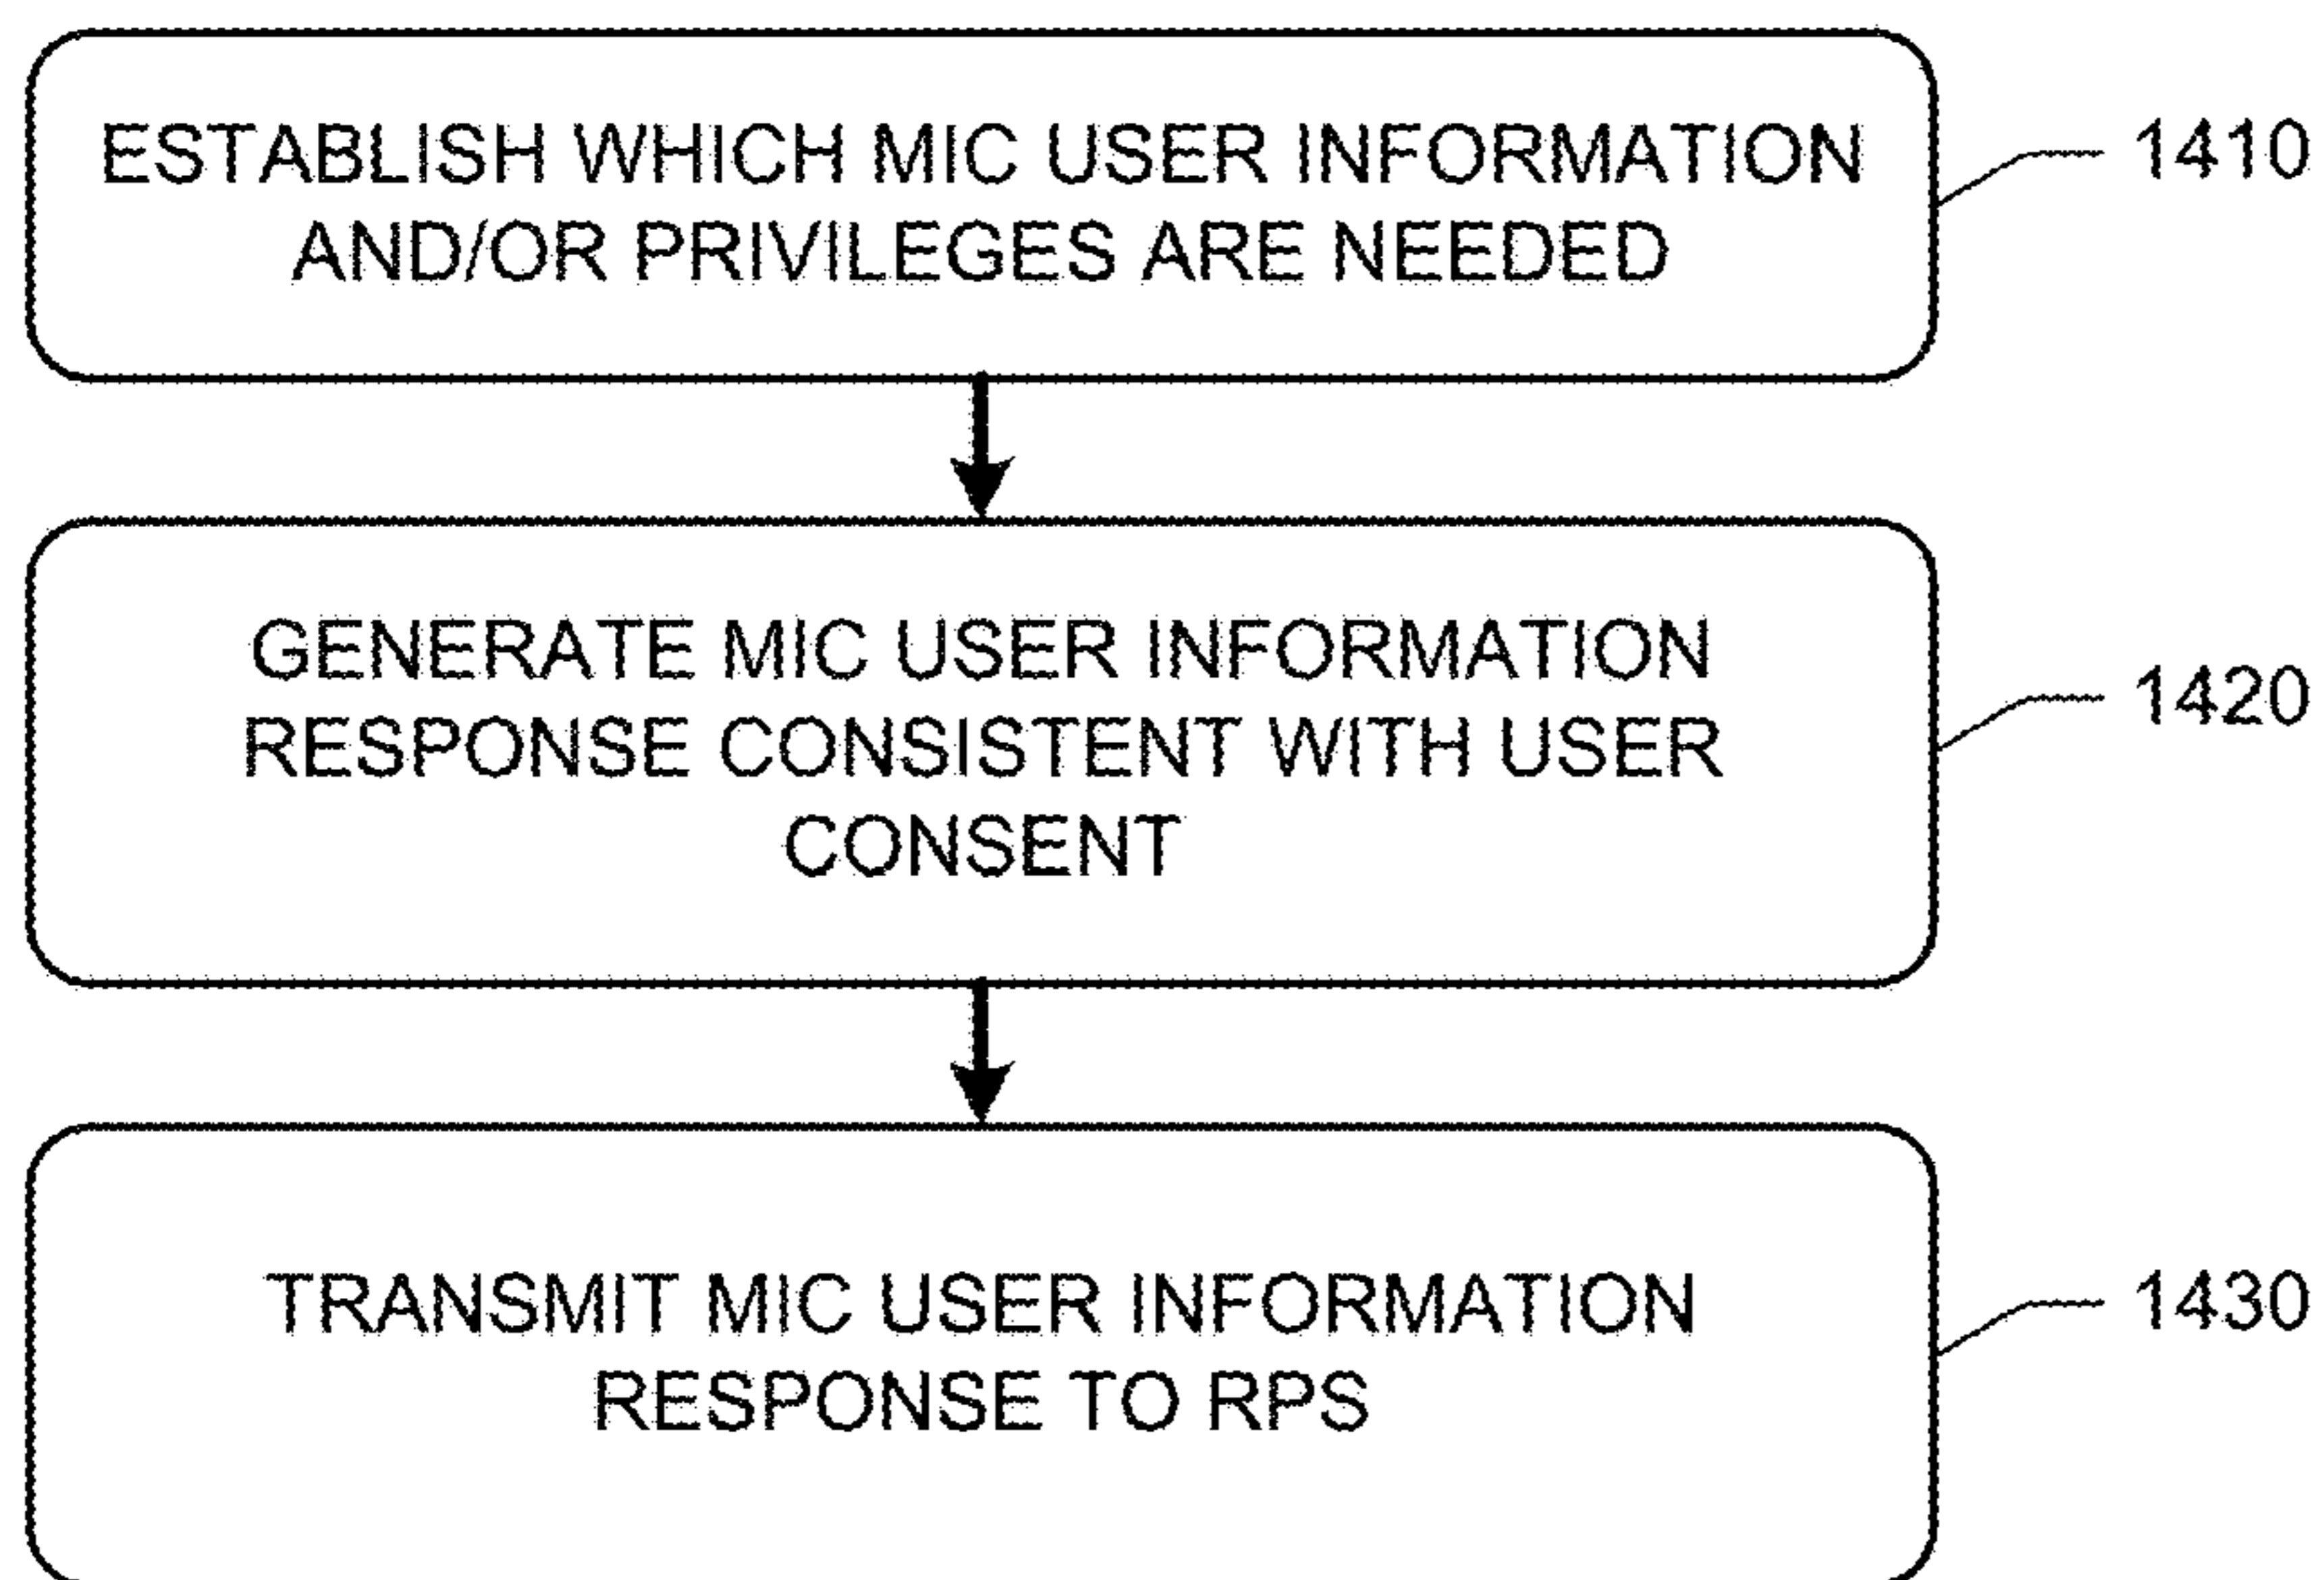 ESTABLISH WHICH MIC USER INFORMATION
AND/OR PRIVILEGES ARE NEEDED
1410
GENERATE MIC USER INFORMATION
RESPONSE CONSISTENT WITH USER
CONSENT
1420
TRANSMIT MIC USER INFORMATION
RESPONSE TO RPS
1430